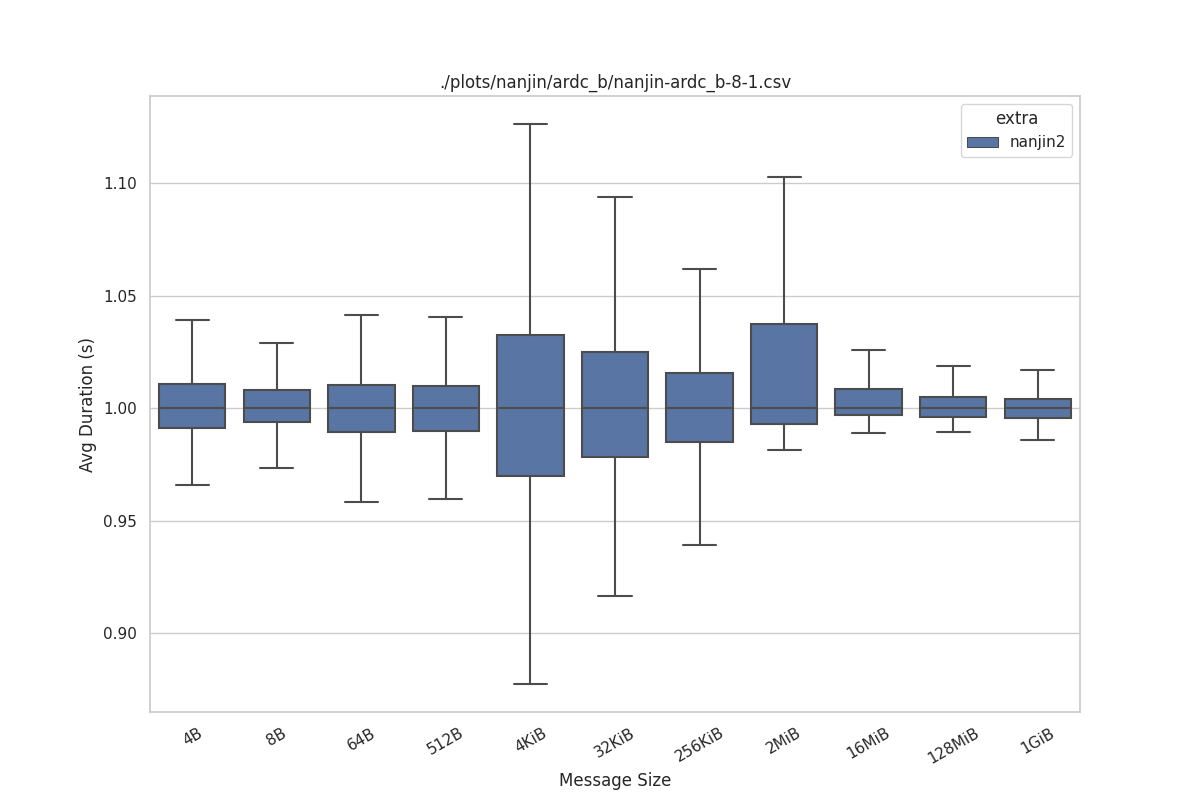 ./plots/nanjin/ardc_b/nanjin-ardc_b-8-1.csv
extra
nanjin2
Avg Duration (s)
1.10
1.05
1.00
0.95
0.90
4B 8B 64B 512B 4KiB 32KiB 256KiB 2MiB 16MiB 128MiB 1GiB
Message Size